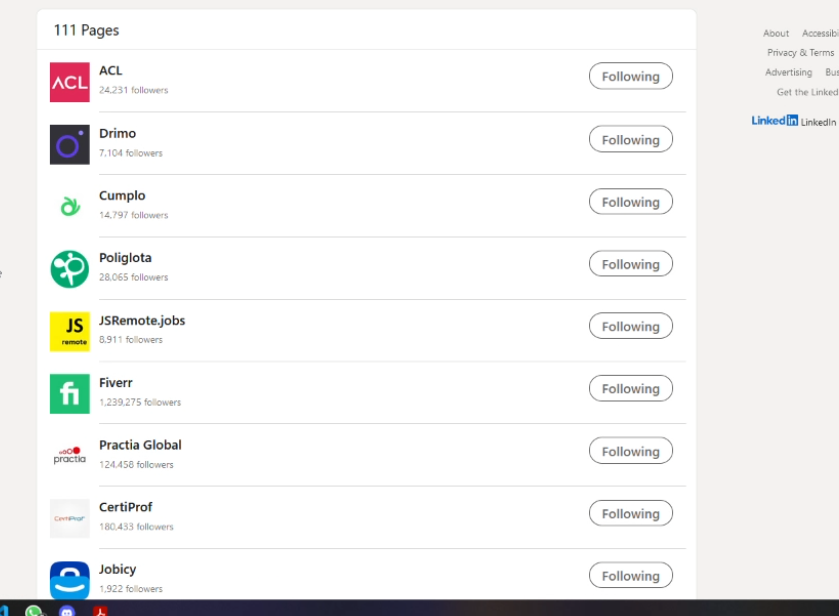 111 Pages
ACL
ACL
24,231 followers
Following
Drimo
7,104 followers
Following
Cumplo
14,797 followers
Following
Poliglota
28,065 followers
Following
JS
remote
JSRemote.jobs
8,911 followers
Following
fi
Fiverr
1,239,275 followers
Following
practia
Practia Global
124,458 followers
Following
CertiProf
CertiProf
180,433 followers
Following
Jobicy
1,922 followers
Following
About Accessibi
Privacy & Terms
Advertising Bus
Get the Linked
Linked in LinkedIn
e